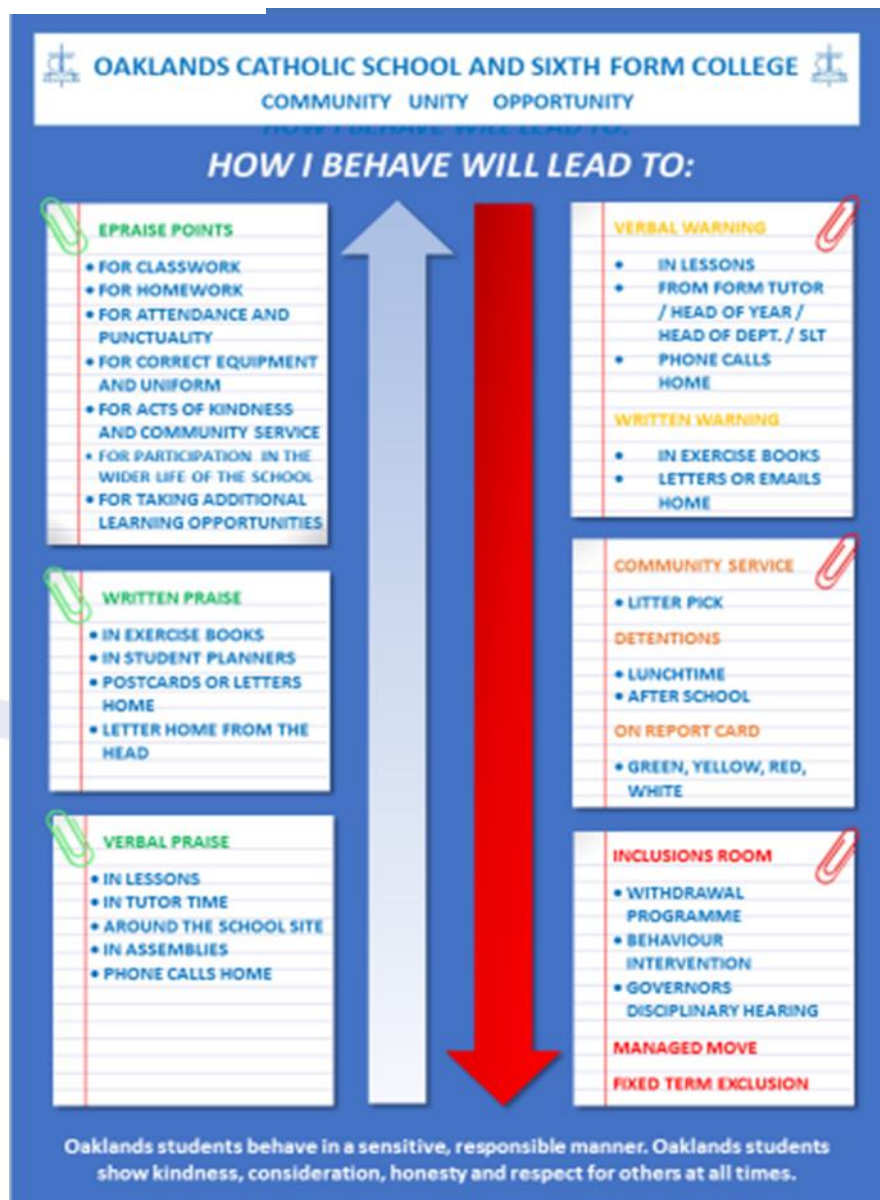 OAKLANDS CATHOLIC SCHOOL AND SIXTH FORM COLLEGE
COMMUNITY UNITY OPPORTUNITY
HOW I BEHAVE WILL LEAD TO:
HOW I BEHAVE WILL LEAD TO:
EPRAISE POINTS
• FOR CLASSWORK
• FOR HOMEWORK
• FOR ATTENDANCE AND
PUNCTUALITY
• FOR CORRECT EQUIPMENT
AND UNIFORM
• FOR ACTS OF KINDNESS
AND COMMUNITY SERVICE
• FOR PARTICIPATION IN THE
WIDER LIFE OF THE SCHOOL
• FOR TAKING ADDITIONAL
LEARNING OPPORTUNITIES
WRITTEN PRAISE
• IN EXERCISE BOOKS
• IN STUDENT PLANNERS
• POSTCARDS OR LETTERS
HOME
• LETTER HOME FROM THE
HEAD
VERBAL PRAISE
• IN LESSONS
• IN TUTOR TIME
• AROUND THE SCHOOL SITE
• IN ASSEMBLIES
• PHONE CALLS HOME
VERBAL WARNING
• IN LESSONS
• FROM FORM TUTOR
/ HEAD OF YEAR /
HEAD OF DEPT. / SLT
• PHONE CALLS
HOME
WRITTEN WARNING
• IN EXERCISE BOOKS
• LETTERS OR EMAILS
HOME
COMMUNITY SERVICE
• LITTER PICK
DETENTIONS
• LUNCHTIME
• AFTER SCHOOL
ON REPORT CARD
• GREEN, YELLOW, RED,
WHITE
INCLUSIONS ROOM
• WITHDRAWAL
PROGRAMME
• BEHAVIOUR
INTERVENTION
• GOVERNORS
DISCIPLINARY HEARING
MANAGED MOVE
FIXED TERM EXCLUSION
Oaklands students behave in a sensitive, responsible manner. Oaklands students
show kindness, consideration, honesty and respect for others at all times.